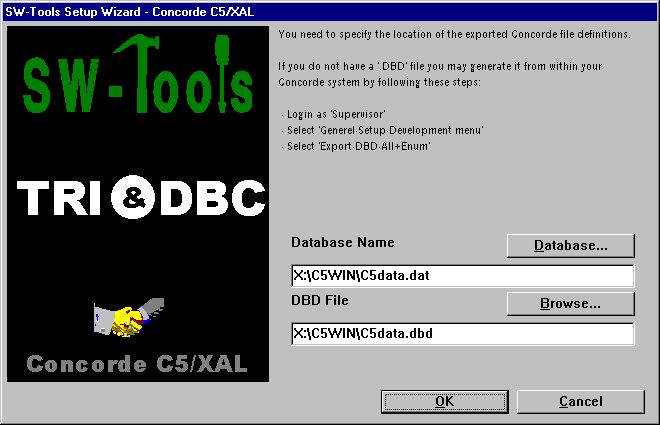 SW-Tools Setup Wizard - Concorde C5/XAL
SW-Tools
TRI & DBC
Concorde C5/XAL
You need to specify the location of the exported Concorde file definitions.
If you do not have a '.DBD' file you may generate it from within your
Concorde system by following these steps:
- Login as 'Supervisor'
- Select 'Generel-Setup-Development menu'
- Select 'Export-DBD-All+Enum'
Database Name
Database...
X:\C5WIN\C5data.dat
DBD File
Browse...
X:\C5WIN\C5data.dbd
OK
Cancel